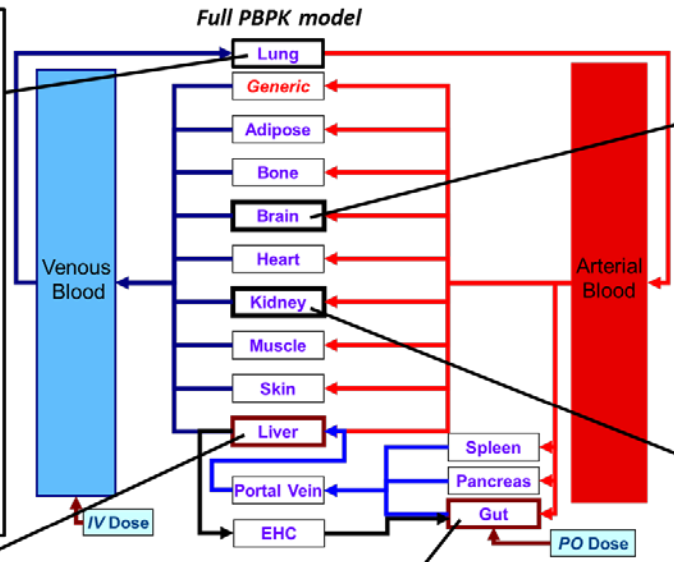 Full PBPK model
Lung
Generic
Adipose
Bone
Brain
Heart
Kidney
Muscle
Skin
Liver
Portal Vein
EHC
Spleen
Pancreas
Gut
Venous
Blood
Arterial
Blood
IV Dose
PO Dose